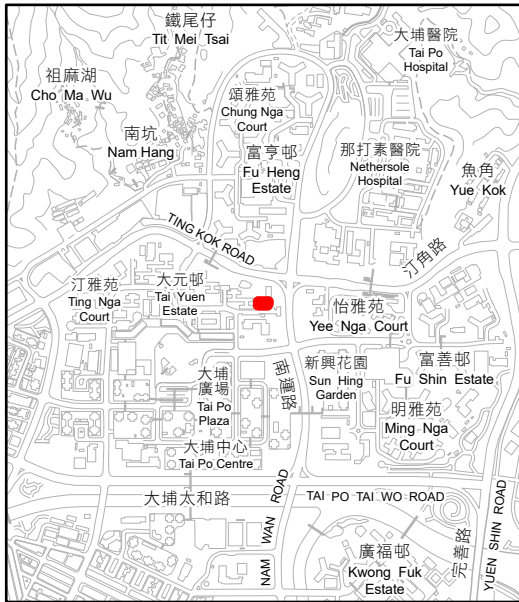 鐵尾仔
Tit Mei Tsai
大埔醫院
Tai Po
Hospital
祖麻湖
Cho Ma Wu
頌雅苑
Chung Nga
Court
南坑
Nam Hang
富亨邨
Fu Heng
Estate
那打素醫院
Nethersole
Hospital
魚角
Yue Kok
TING KOK ROAD
汀角路
汀雅苑
Ting Nga
Court
大元邨
Tai Yuen
Estate
怡雅苑
Yee Nga Court
南運路
新興花園
Sun Hing
Garden
富善邨
Fu Shin Estate
大埔
廣場
Tai Po
Plaza
明雅苑
Ming Nga
Court
大埔中心
Tai Po Centre
大埔太和路
TAI PO TAI WO ROAD
NAM WAN ROAD
廣福邨
Kwong Fuk
Estate
完善路
YUEN SHIN ROAD